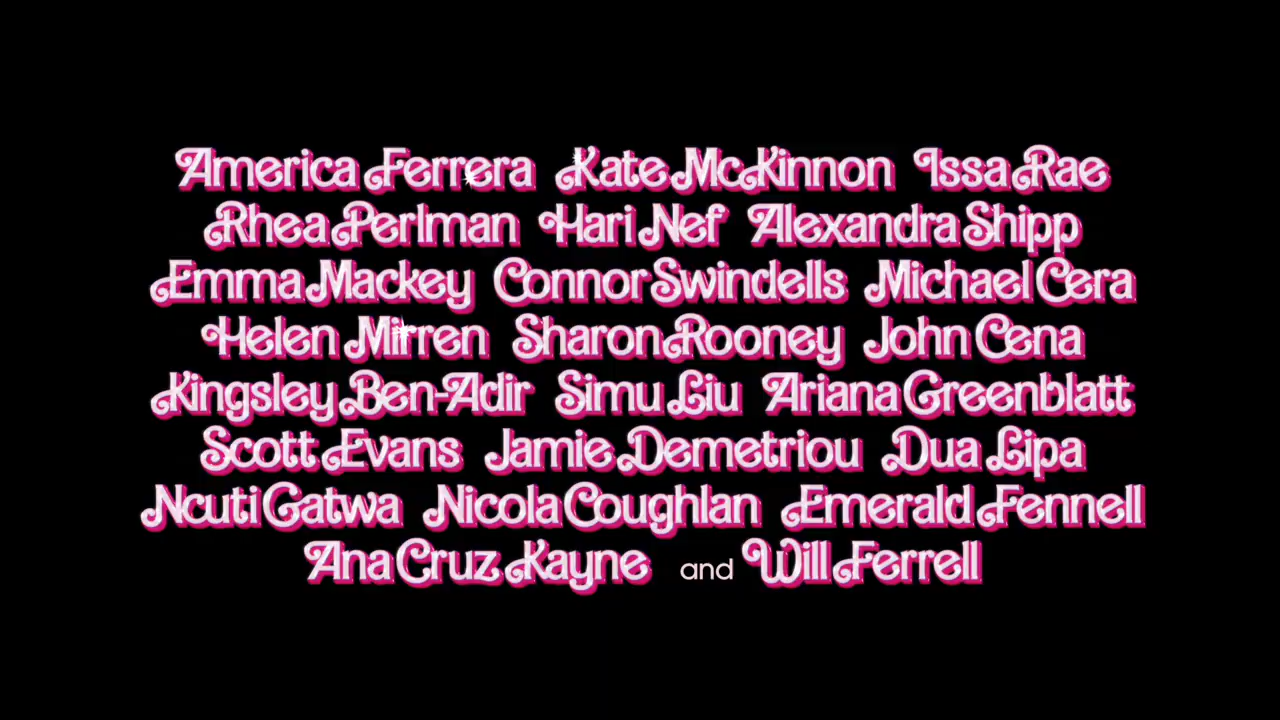 America Ferrera Kate McKinnon Issa Rae
Rhea Perlman Hari Nef Alexandra Shipp
Emma Mackey Connor Swindells Michael Cera
Helen Mirren Sharon Rooney John Cena
Kingsley Ben-Adir Simu Liu Ariana Greenblatt
Scott Evans Jamie Demetriou Dua Lipa
Ncuti Gatwa Nicola Coughlan Emerald Fennell
Ana Cruz Kayne and Will Ferrell